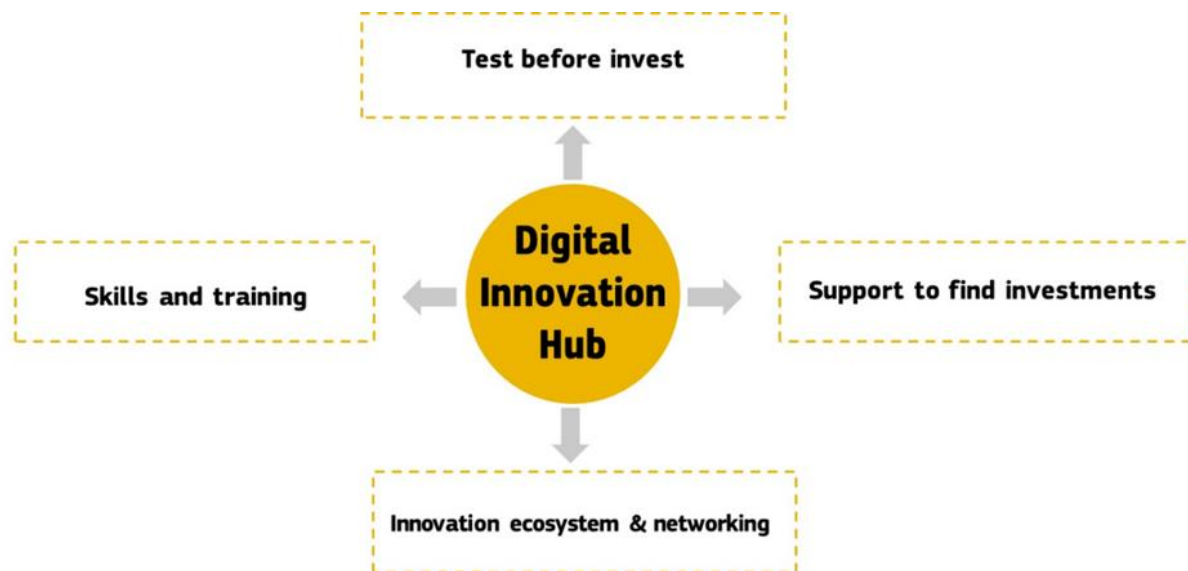 Test before invest
Digital
Innovation
Hub
Skills and training
Support to find investments
Innovation ecosystem & networking